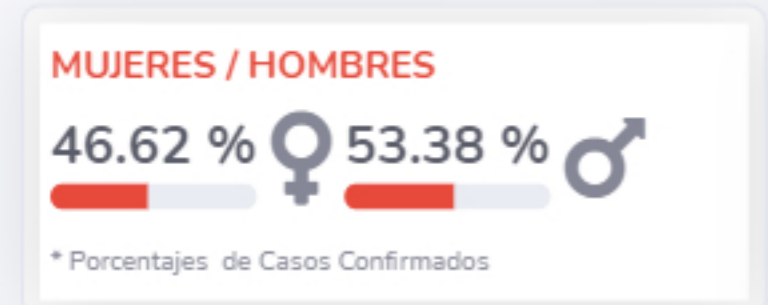 MUJERES / HOMBRES
46.62 % 53.38 %
* Porcentajes de Casos Confirmados